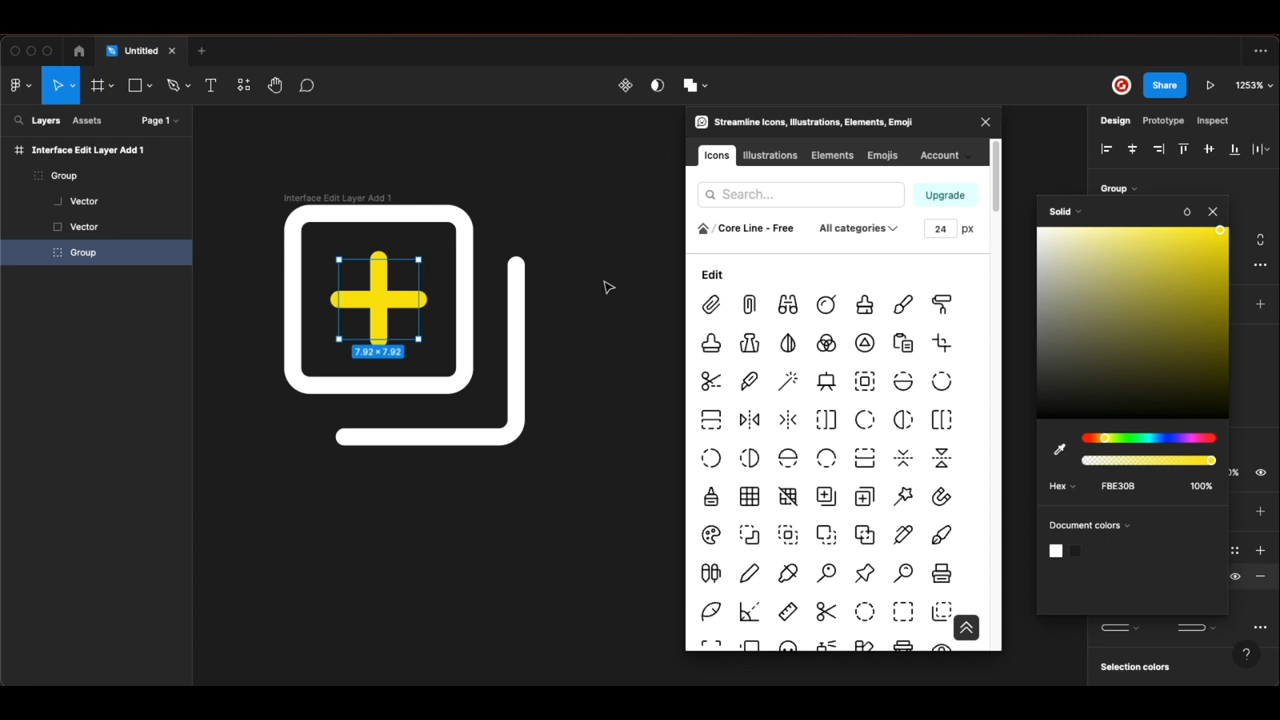 Untitled
Share
1253%
Layers
Assets
Page 1
Interface Edit Layer Add 1
Group
Vector
Vector
Group
Interface Edit Layer Add 1
7.92 × 7.92
Streamline Icons, Illustrations, Elements, Emoji
Icons
Illustrations
Elements
Emojis
Account
Search...
Upgrade
/ Core Line - Free
All categories
24
px
Edit
Design
Prototype
Inspect
Group
Solid
Hex
FBE30B
100%
Document colors
Selection colors
?